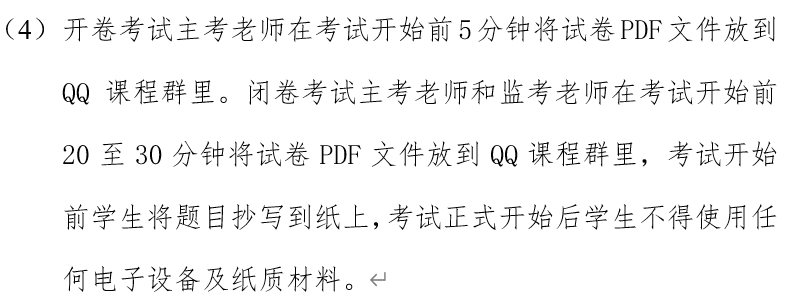 （4）开卷考试主考老师在考试开始前5分钟将试卷PDF文件放到
QQ 课程群里。闭卷考试主考老师和监考老师在考试开始前
20 至 30 分钟将试卷 PDF 文件放到 QQ 课程群里，考试开始
前学生将题目抄写到纸上，考试正式开始后学生不得使用任
何电子设备及纸质材料。↵